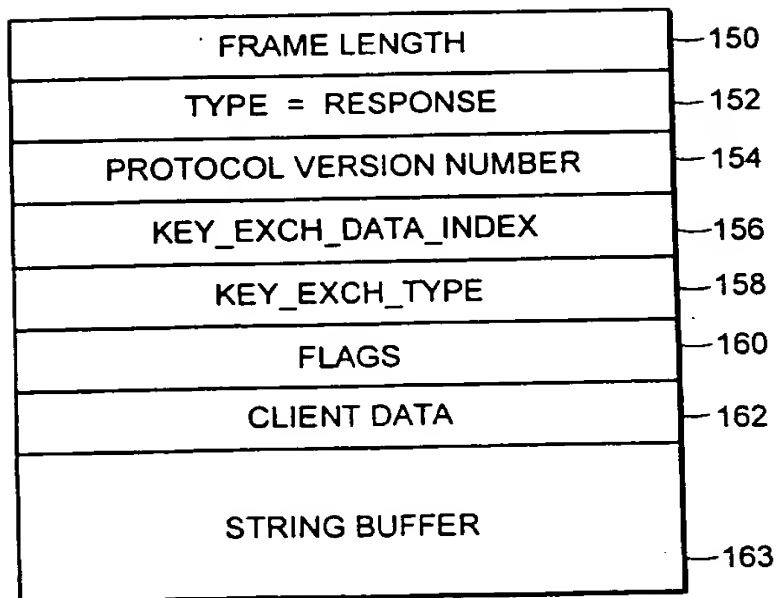 FRAME LENGTH 150
TYPE = RESPONSE 152
PROTOCOL VERSION NUMBER 154
KEY_EXCH_DATA_INDEX 156
KEY_EXCH_TYPE 158
FLAGS 160
CLIENT DATA 162
STRING BUFFER
163